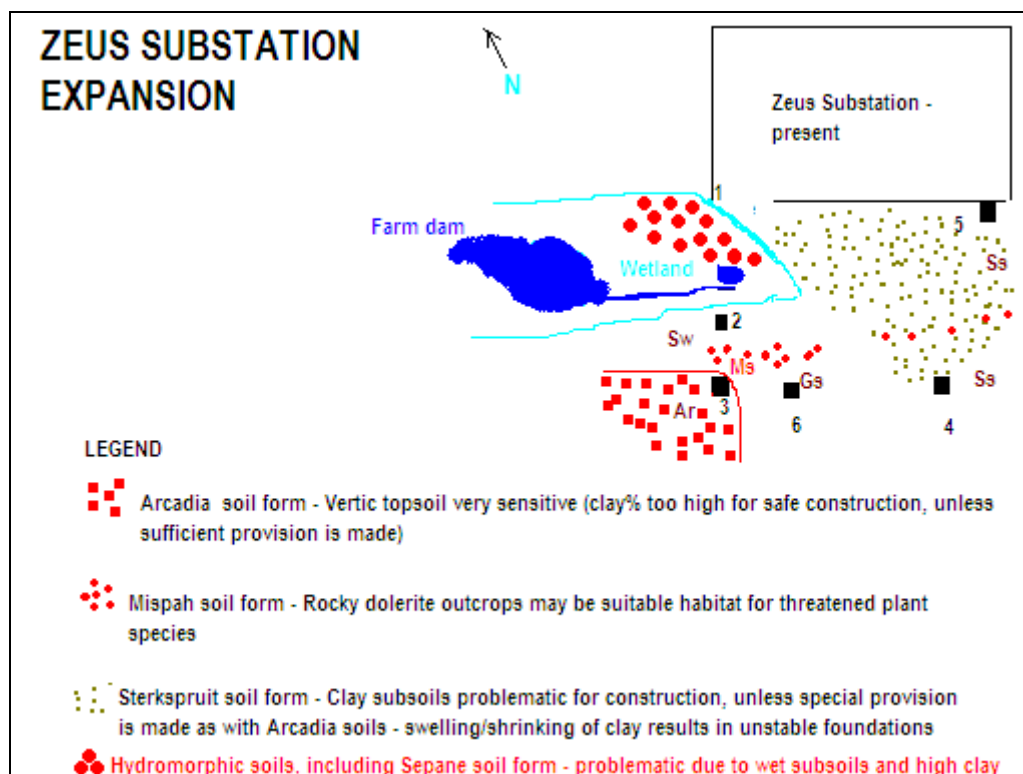 ZEUS SUBSTATION
EXPANSION
N
Zeus Substation -
present
1
Farm dam
5
Wetland
Ss
2
Sw
Ms
Gs
Ss
Ar
3
6
4
LEGEND
Arcadia soil form - Vertic topsoil very sensitive (clay% too high for safe construction, unless
sufficient provision is made)
Mispah soil form - Rocky dolerite outcrops may be suitable habitat for threatened plant
species
Sterkspruit soil form - Clay subsoils problematic for construction, unless special provision
is made as with Arcadia soils - swelling/shrinking of clay results in unstable foundations
Hydromorphic soils, including Sepane soil form - problematic due to wet subsoils and high clay